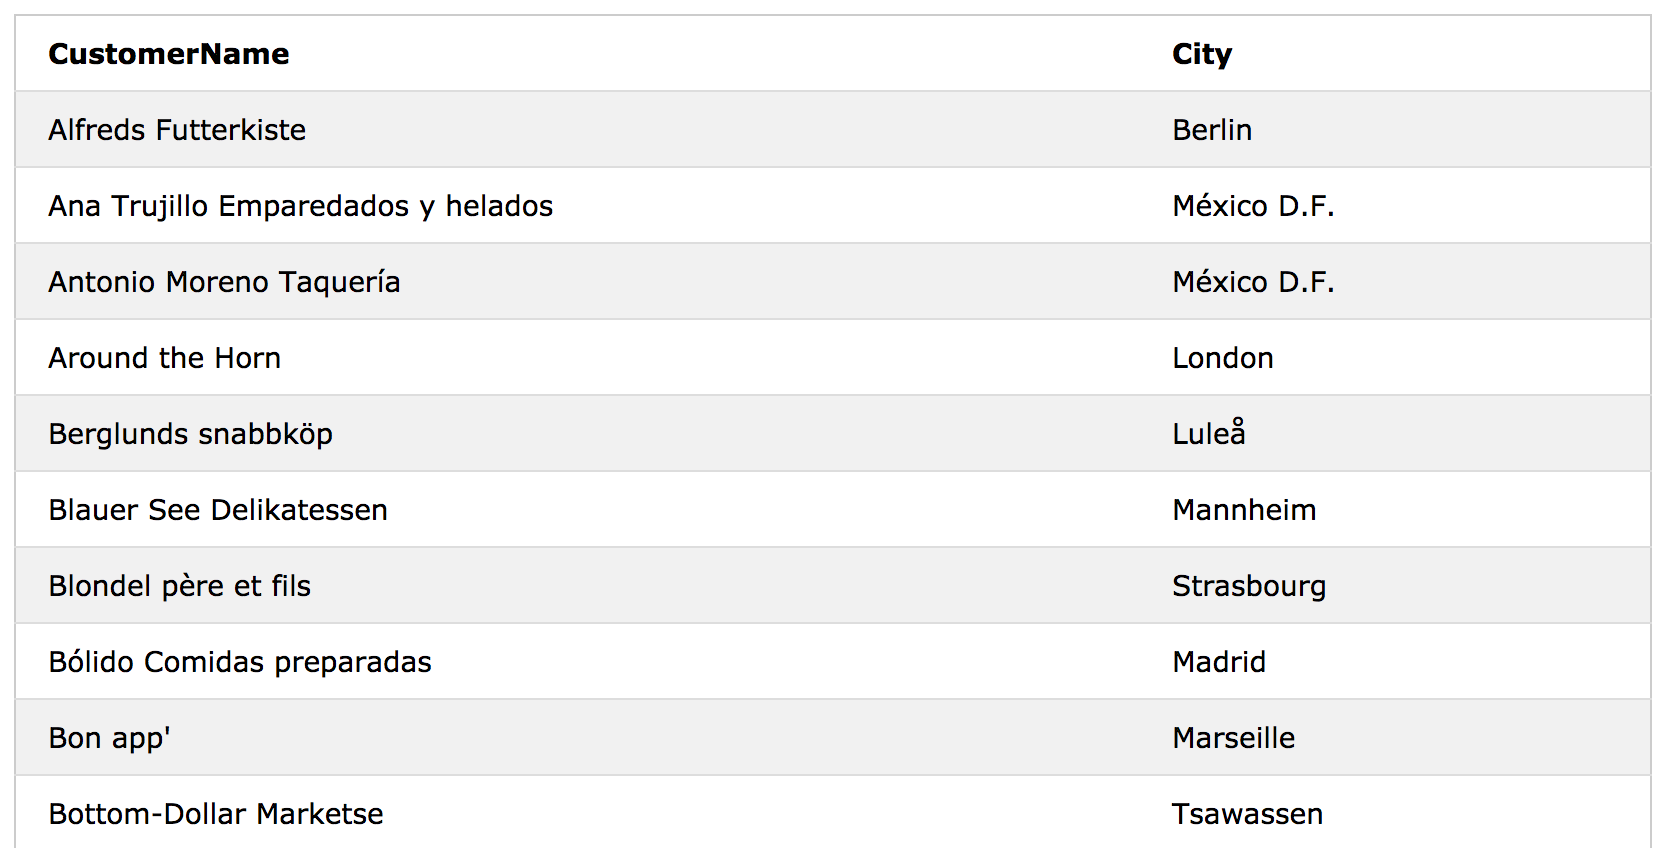 CustomerName City
Alfreds Futterkiste Berlin
Ana Trujillo Emparedados y helados México D.F.
Antonio Moreno Taquería México D.F.
Around the Horn London
Berglunds snabbköp Luleå
Blauer See Delikatessen Mannheim
Blondel père et fils Strasbourg
Bólido Comidas preparadas Madrid
Bon app' Marseille
Bottom-Dollar Marketse Tsawassen